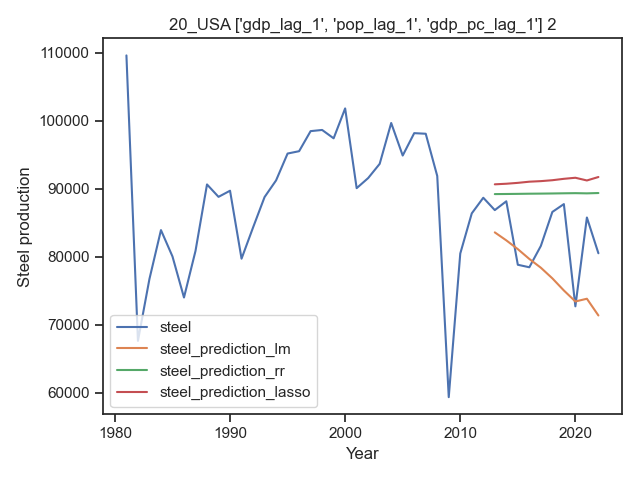 20_USA ['gdp_lag_1', 'pop_lag_1', 'gdp_pc_lag_1'] 2
110000
100000
90000
80000
70000
60000
Steel production
steel
steel_prediction_lm
steel_prediction_rr
steel_prediction_lasso
1980
1990
2000
2010
2020
Year